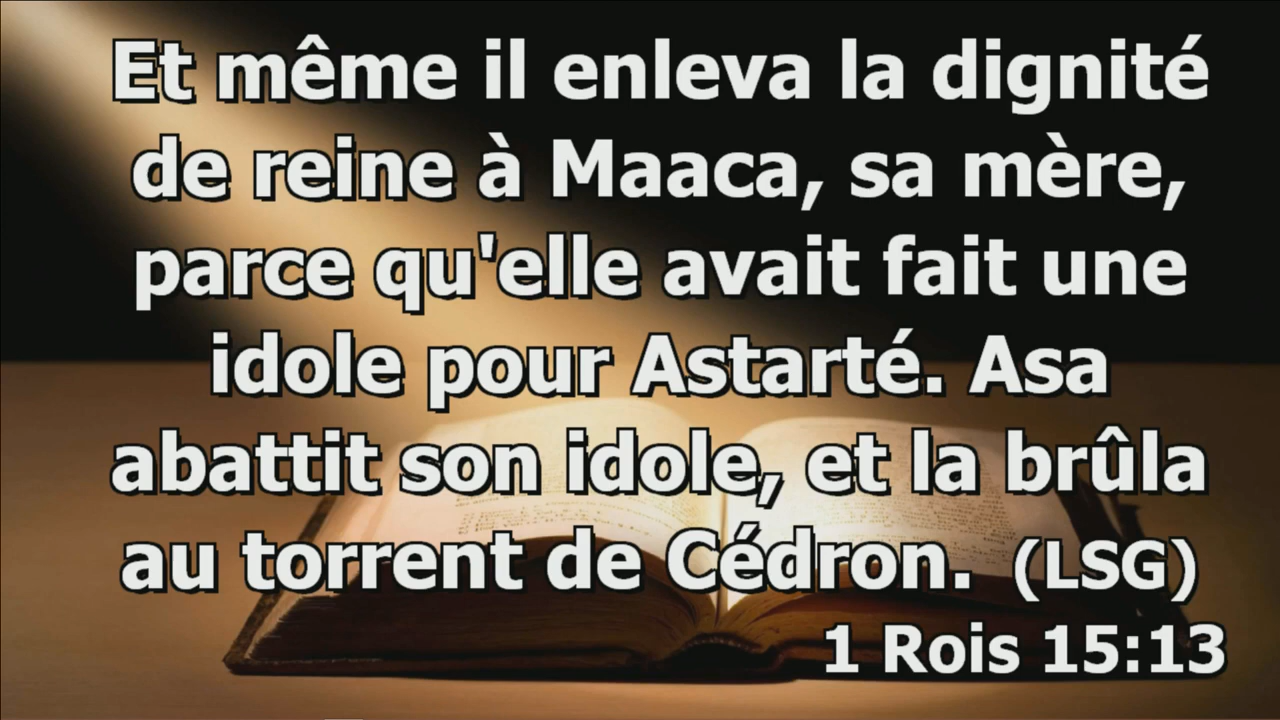 Et même il enleva la dignité
de reine à Maaca, sa mère,
parce qu'elle avait fait une
idole pour Astarté. Asa
abattit son idole, et la brûla
au torrent de Cédron. (LSG)
1 Rois 15:13